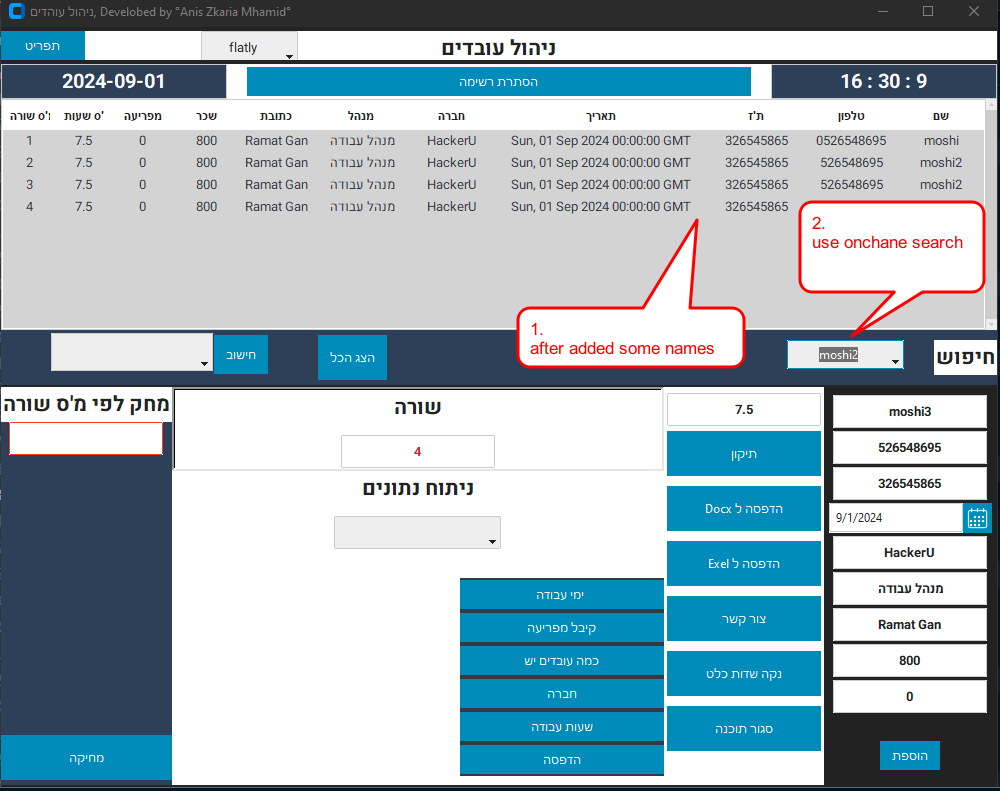 ניהול עוהדים, Develobed by °Anis Zkaria Mhamid°
תפריט
flatly
ניהול עובדים
2024-09-01
הסתרת רשימה
16 : 30 : 9
שם טלפון ת'ז תאריך חברה מנהל כתובת שכר מפריעה ס' שעות מ'ס שורה
1 7.5 0 800 Ramat Gan מנהל עבודה HackerU Sun, 01 Sep 2024 00:00:00 GMT 326545865 0526548695 moshi
2 7.5 0 800 Ramat Gan מנהל עבודה HackerU Sun, 01 Sep 2024 00:00:00 GMT 326545865 526548695 moshi2
3 7.5 0 800 Ramat Gan מנהל עבודה HackerU Sun, 01 Sep 2024 00:00:00 GMT 326545865 526548695 moshi2
4 7.5 0 800 Ramat Gan מנהל עבודה HackerU Sun, 01 Sep 2024 00:00:00 GMT 326545865
2.
use onchane search
1.
after added some names
חישוב
הצג הכל
moshi2
חיפוש
מחק לפי מ'ס שורה
מחיקה
שורה
4
ניתוח נתונים
ימי עבודה
קיבל מפריעה
כמה עובדים יש
חברה
שעות עבודה
הדפסה
7.5
תיקון
הדפסה ל Docx
הדפסה ל Exel
צור קשר
נקה שדות כלט
סגור תוכנה
moshi3
526548695
326545865
9/1/2024
HackerU
מנהל עבודה
Ramat Gan
800
0
הוספת